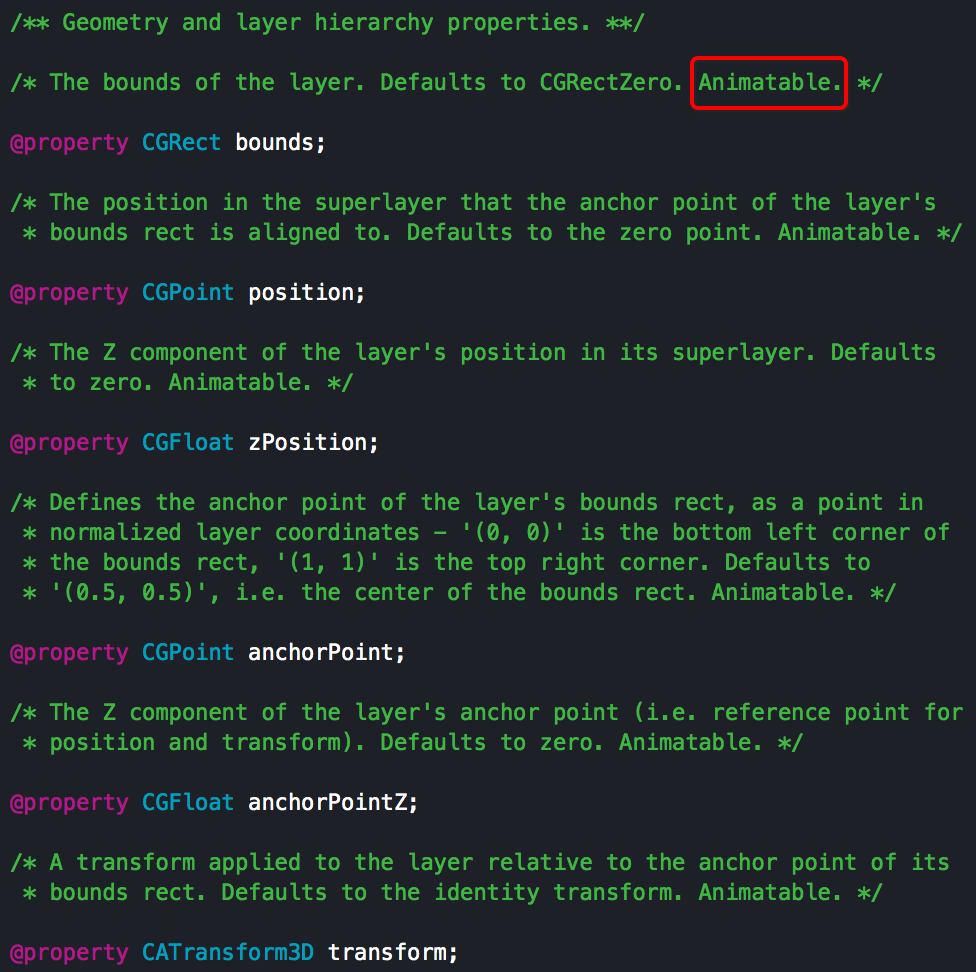 /** Geometry and layer hierarchy properties. **/
/* The bounds of the layer. Defaults to CGRectZero. Animatable. */
@property CGRect bounds;
/* The position in the superlayer that the anchor point of the layer's
 * bounds rect is aligned to. Defaults to the zero point. Animatable. */
@property CGPoint position;
/* The Z component of the layer's position in its superlayer. Defaults
 * to zero. Animatable. */
@property CGFloat zPosition;
/* Defines the anchor point of the layer's bounds rect, as a point in
 * normalized layer coordinates - '(0, 0)' is the bottom left corner of
 * the bounds rect, '(1, 1)' is the top right corner. Defaults to
 * '(0.5, 0.5)', i.e. the center of the bounds rect. Animatable. */
@property CGPoint anchorPoint;
/* The Z component of the layer's anchor point (i.e. reference point for
 * position and transform). Defaults to zero. Animatable. */
@property CGFloat anchorPointZ;
/* A transform applied to the layer relative to the anchor point of its
 * bounds rect. Defaults to the identity transform. Animatable. */
@property CATransform3D transform;